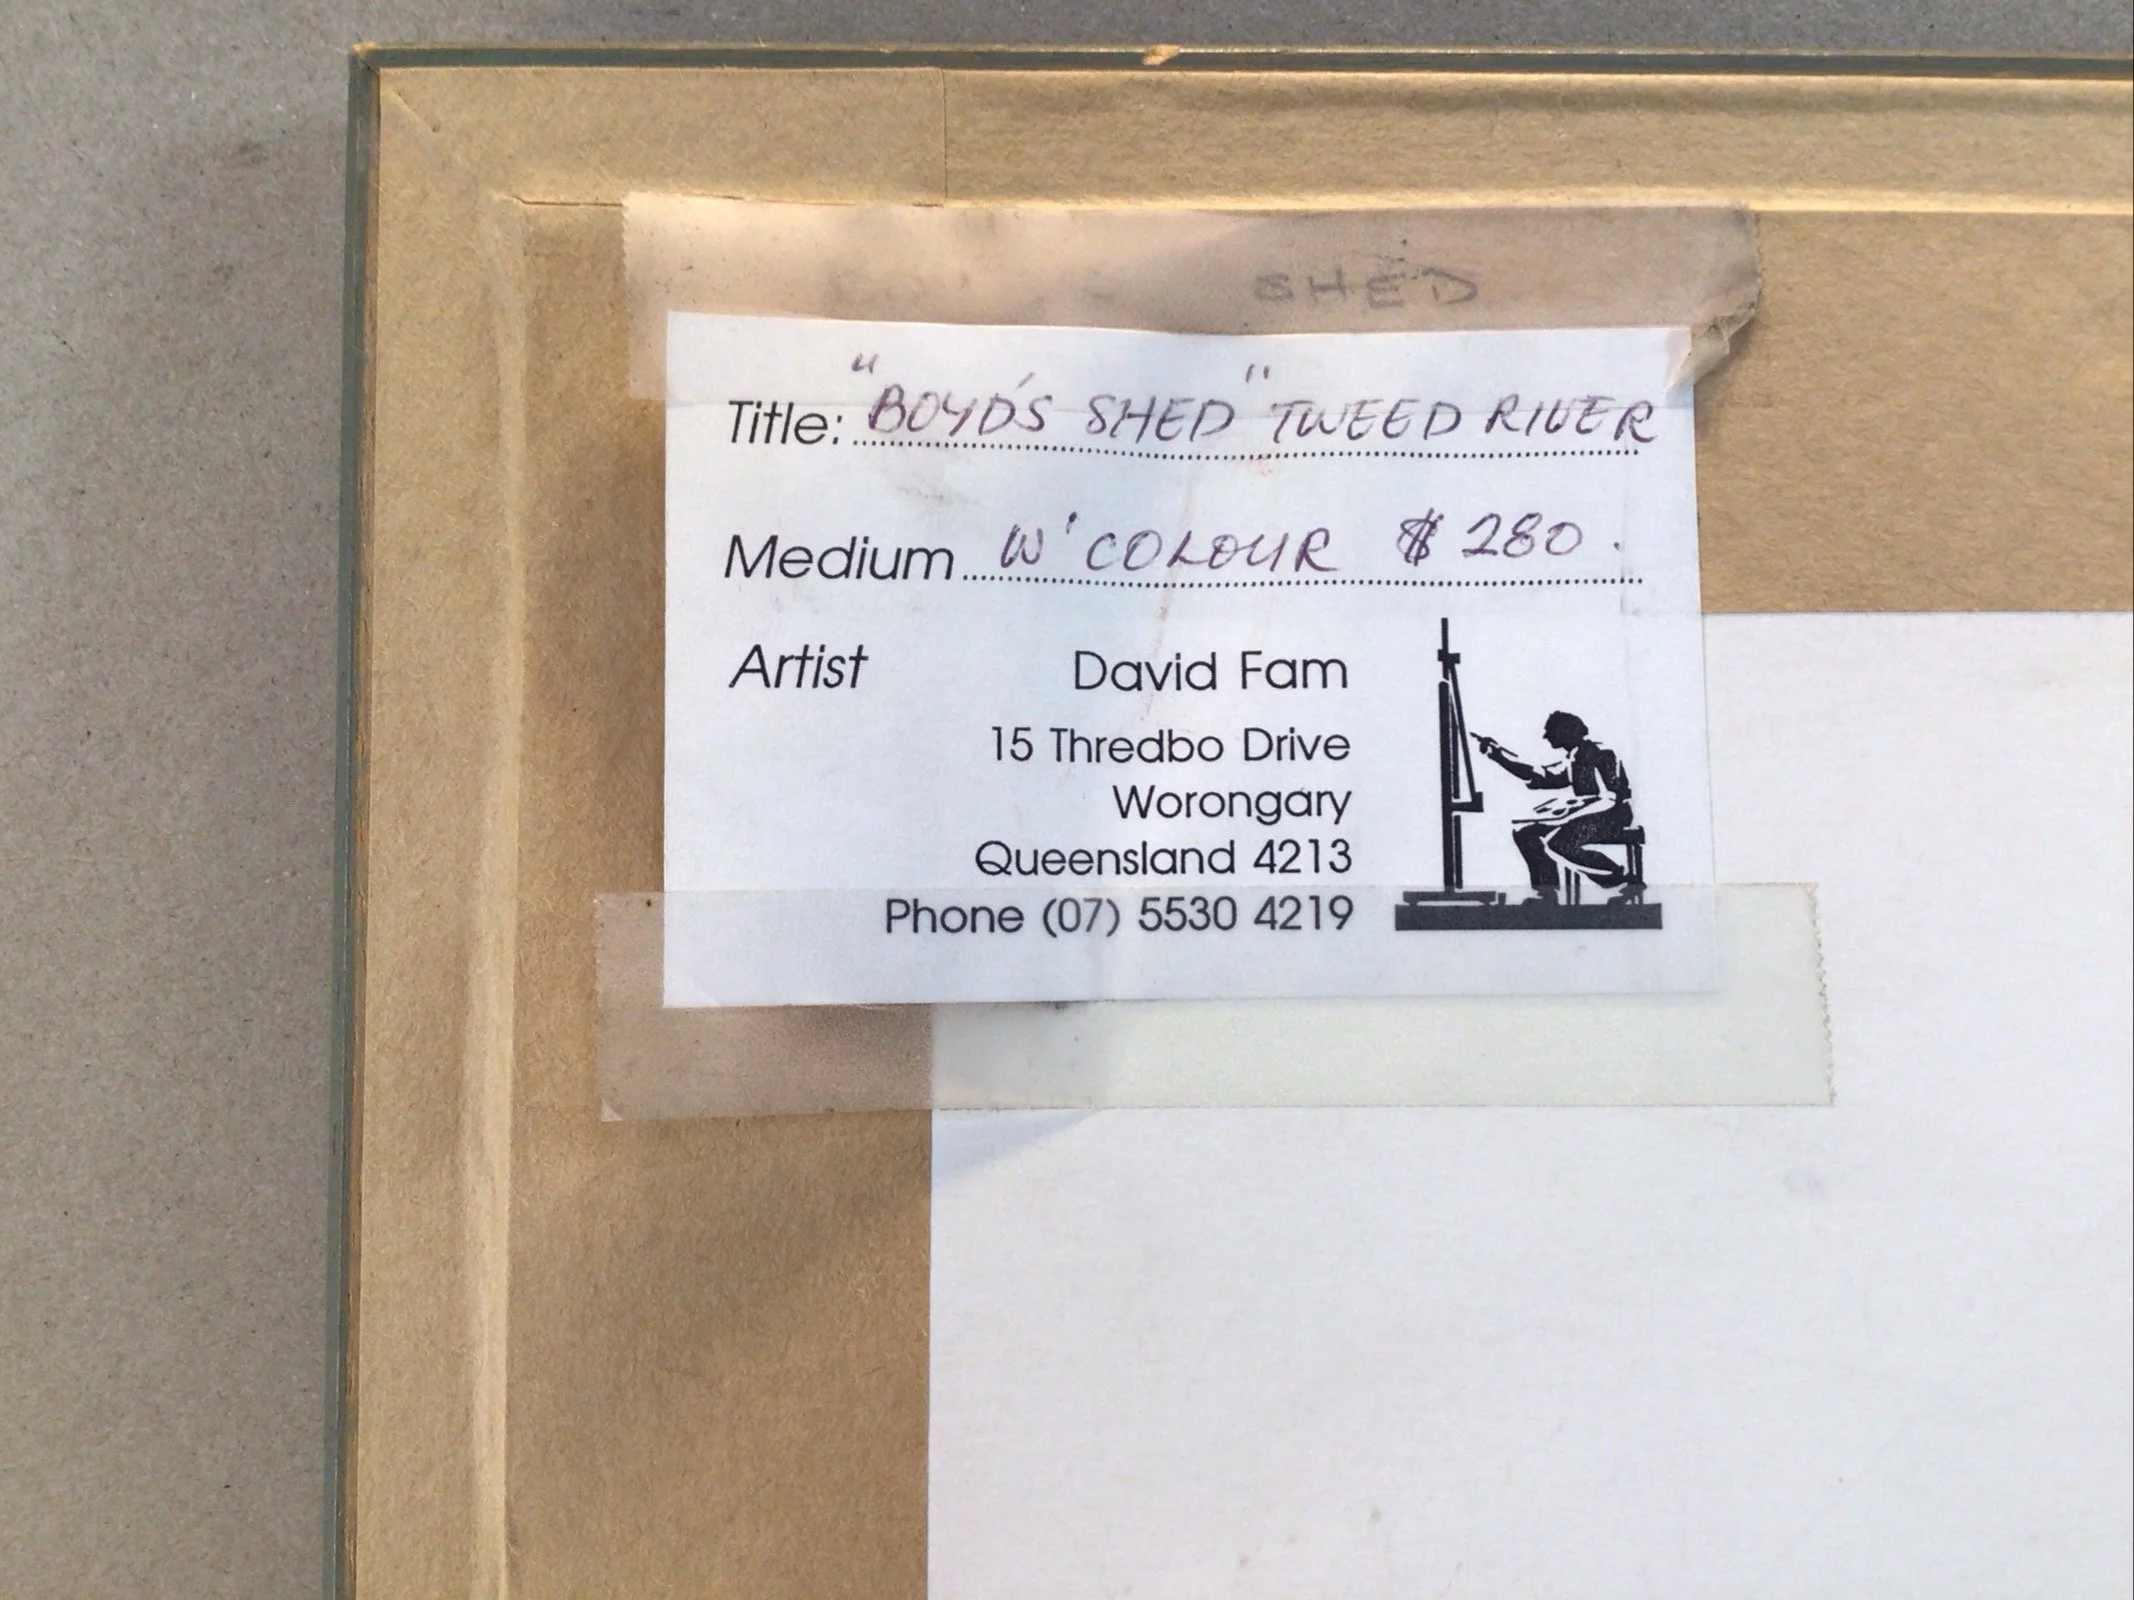 SHED
Title: "BOYD'S SHED" TWEED RIVER
Medium W'COLOUR $280.
Artist David Fam
15 Thredbo Drive
Worongary
Queensland 4213
Phone (07) 5530 4219